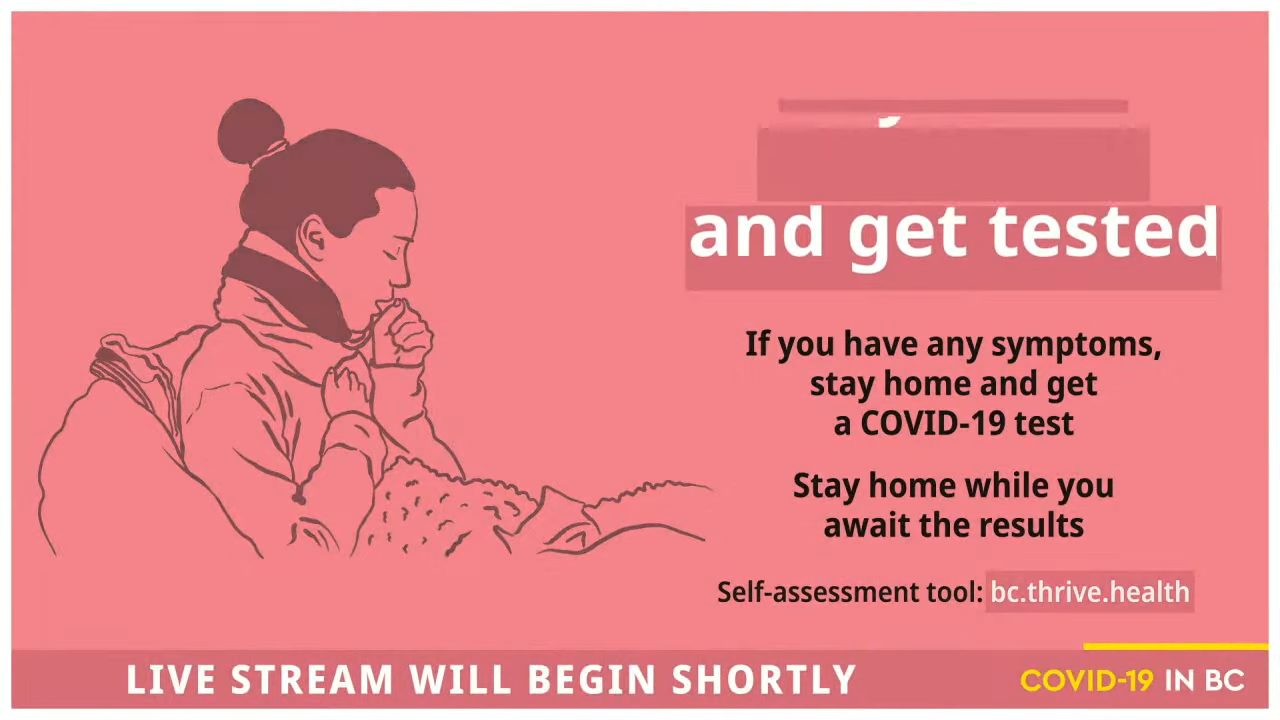 and get tested
If you have any symptoms,
stay home and get
a COVID-19 test
Stay home while you
await the results
Self-assessment tool: bc.thrive.health
LIVE STREAM WILL BEGIN SHORTLY
COVID-19 IN BC